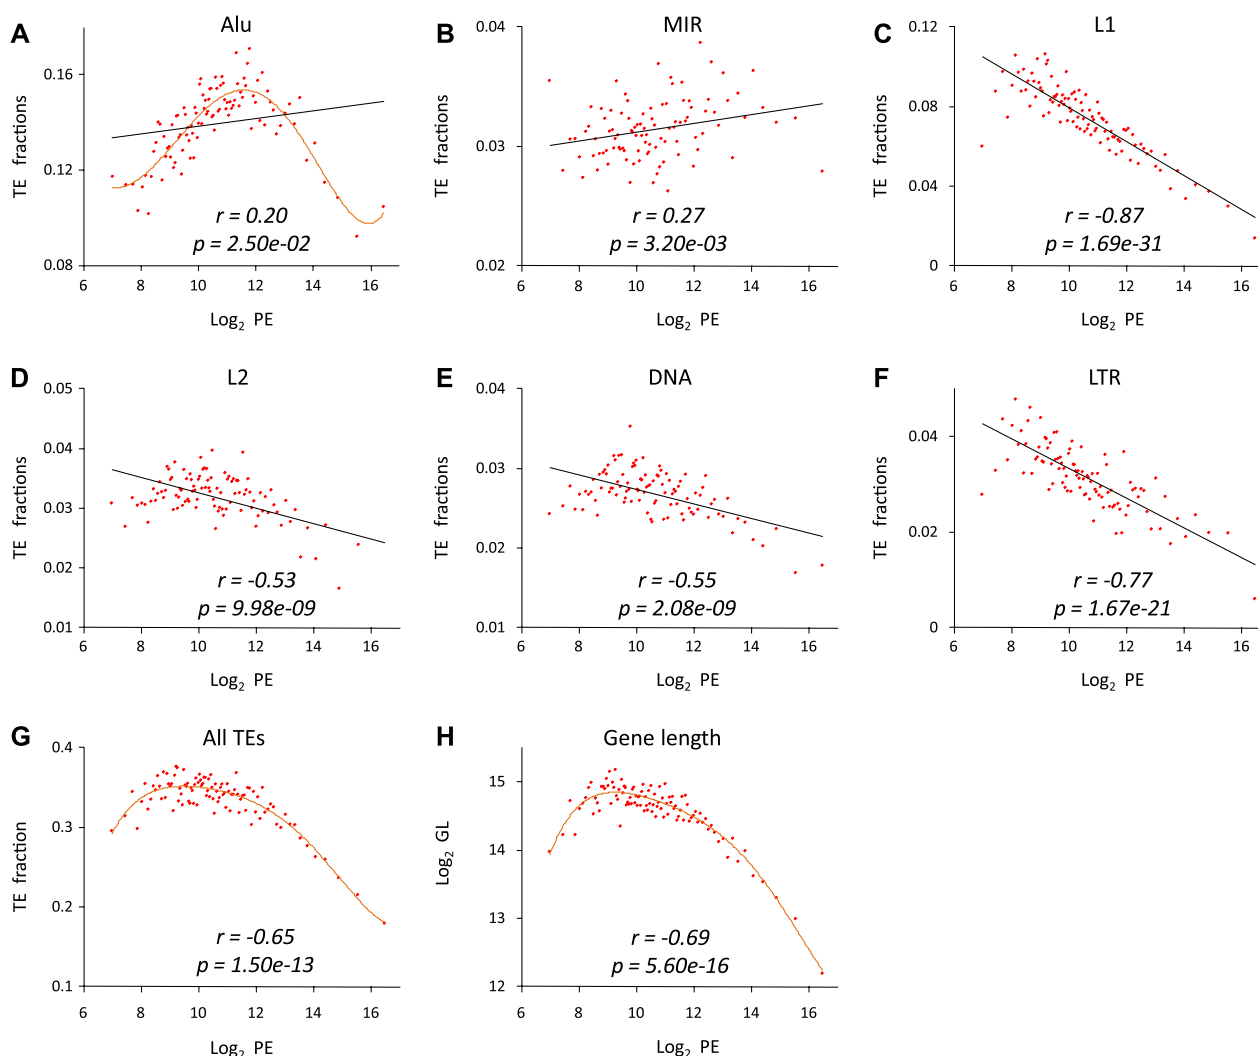 A
Alu
TE fractions
0.16
0.12
0.08
6 8 10 12 14 16
r = 0.20
p = 2.50e-02
Log2 PE
B
MIR
TE fractions
0.04
0.03
0.02
6 8 10 12 14 16
r = 0.27
p = 3.20e-03
Log2 PE
C
L1
TE fractions
0.12
0.08
0.04
0
6 8 10 12 14 16
r = -0.87
p = 1.69e-31
Log2 PE
D
L2
TE fractions
0.05
0.04
0.03
0.02
0.01
6 8 10 12 14 16
r = -0.53
p = 9.98e-09
Log2 PE
E
DNA
TE fractions
0.04
0.03
0.02
0.01
6 8 10 12 14 16
r = -0.55
p = 2.08e-09
Log2 PE
F
LTR
TE fractions
0.04
0.02
0
6 8 10 12 14 16
r = -0.77
p = 1.67e-21
Log2 PE
G
All TEs
TE fraction
0.4
0.3
0.2
0.1
6 8 10 12 14 16
r = -0.65
p = 1.50e-13
Log2 PE
H
Gene length
Log2 GL
15
14
13
12
6 8 10 12 14 16
r = -0.69
p = 5.60e-16
Log2 PE